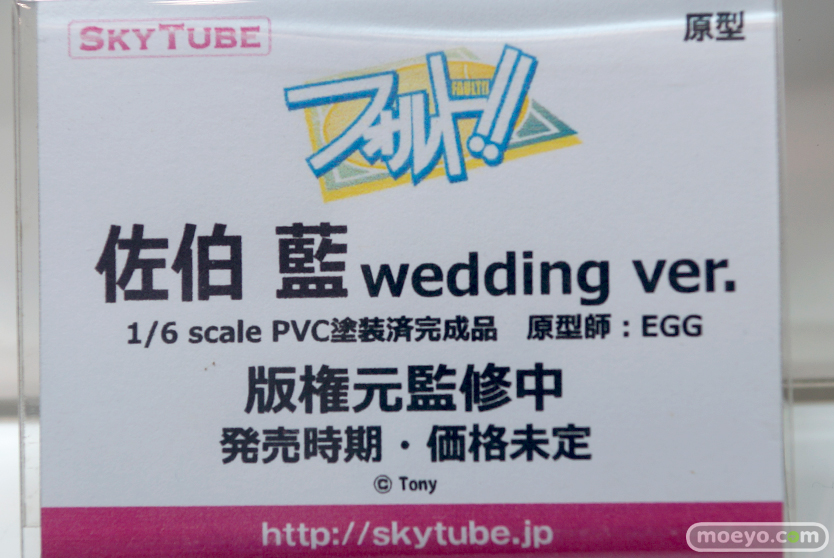 SKYTUBE
原型
FAULT!!
フォルト!!
佐伯 藍 wedding ver.
1/6 scale PVC塗装済完成品　原型師：EGG
版権元監修中
発売時期・価格未定
© Tony
http://skytube.jp
moeyo.com